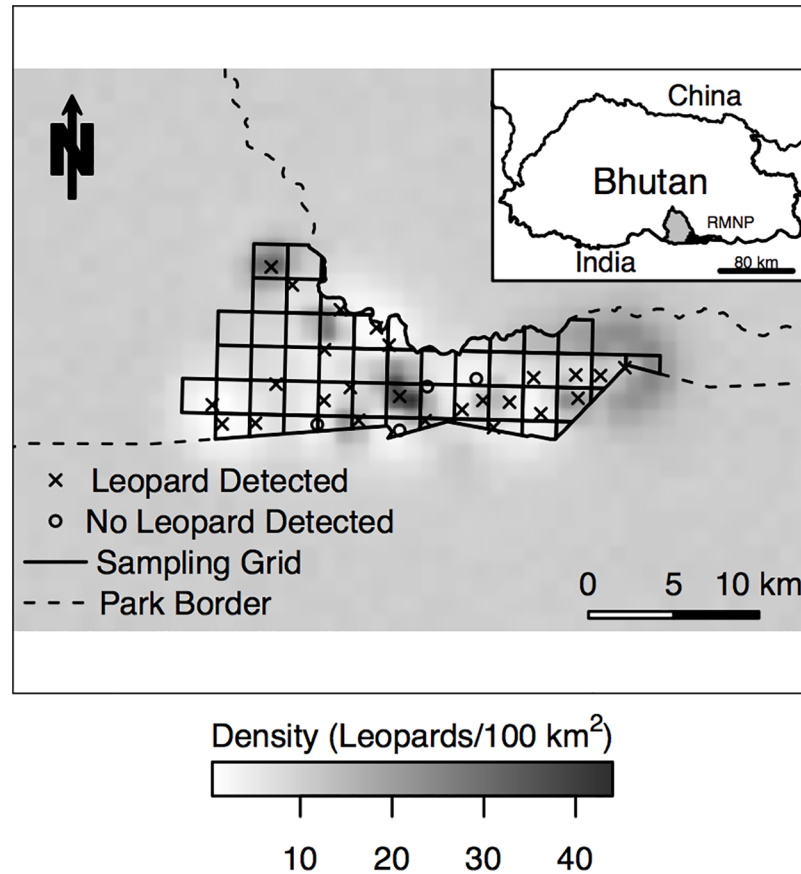 N
China
Bhutan
RMNP
India
80 km
Leopard Detected
No Leopard Detected
Sampling Grid
Park Border
0 5 10 km
Density (Leopards/100 km²)
10 20 30 40